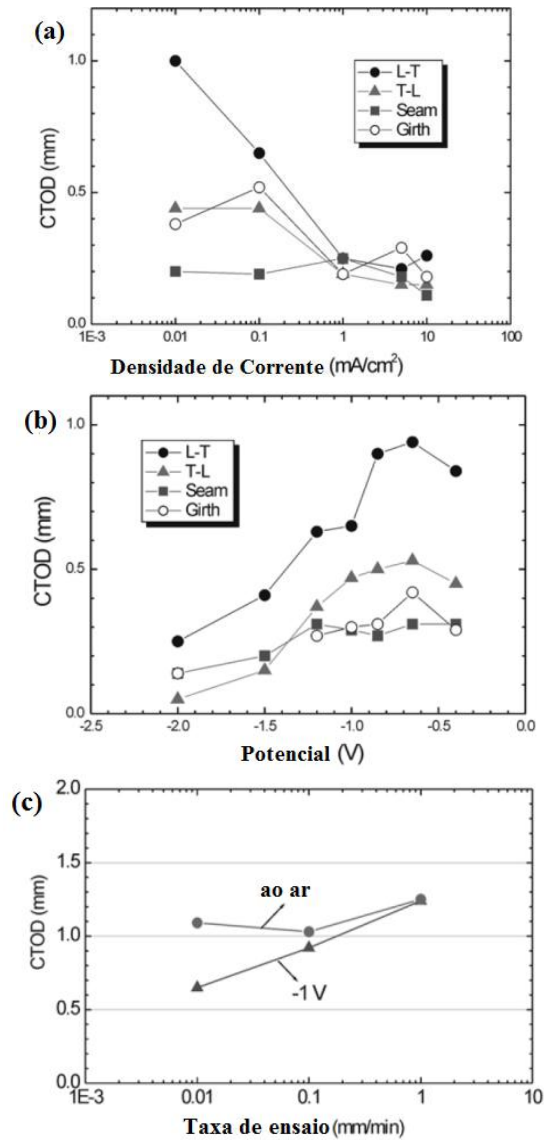 (a)
1.0
0.5
0.0
CTOD (mm)
L-T
T-L
Seam
Girth
1E-3 0.01 0.1 1 10 100
Densidade de Corrente (mA/cm²)
(b)
1.0
0.5
0.0
CTOD (mm)
L-T
T-L
Seam
Girth
-2.5 -2.0 -1.5 -1.0 -0.5 0.0
Potencial (V)
(c)
2.0
1.5
1.0
0.5
0.0
CTOD (mm)
ao ar
-1 V
1E-3 0.01 0.1 1 10
Taxa de ensaio (mm/min)